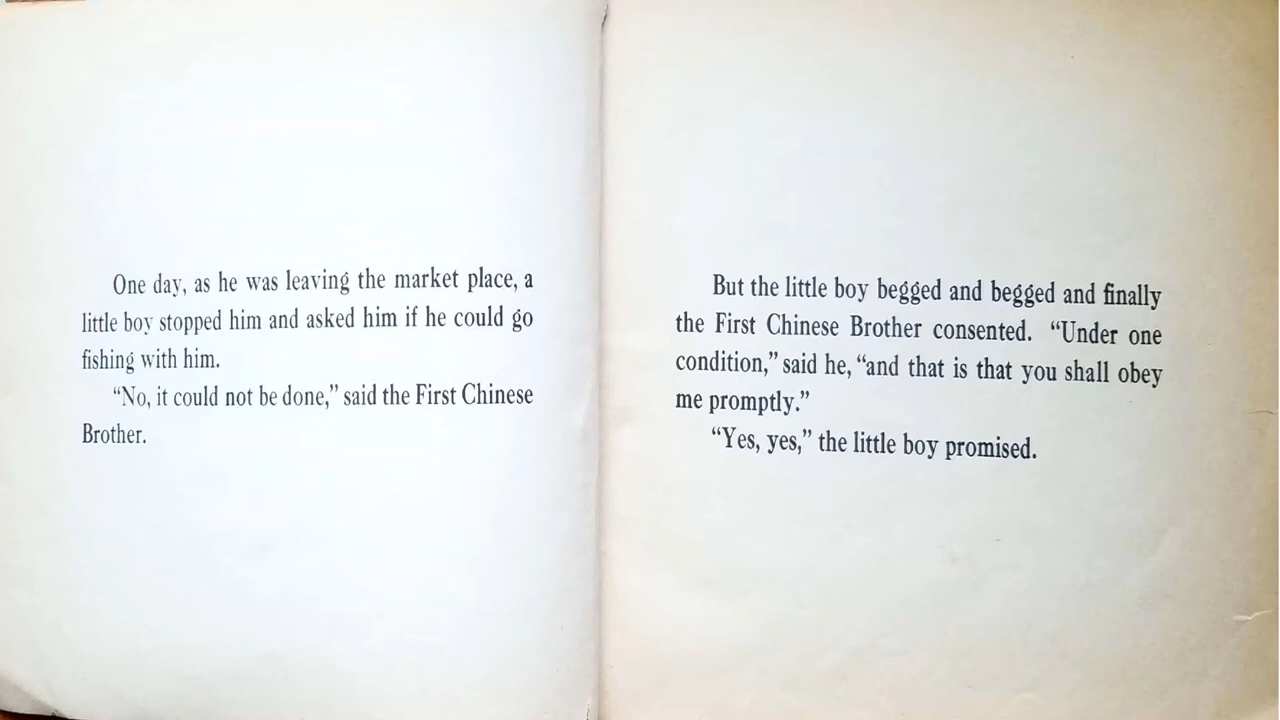 One day, as he was leaving the market place, a
little boy stopped him and asked him if he could go
fishing with him.
“No, it could not be done,” said the First Chinese
Brother.
But the little boy begged and begged and finally
the First Chinese Brother consented. “Under one
condition,” said he, “and that is that you shall obey
me promptly.”
“Yes, yes,” the little boy promised.